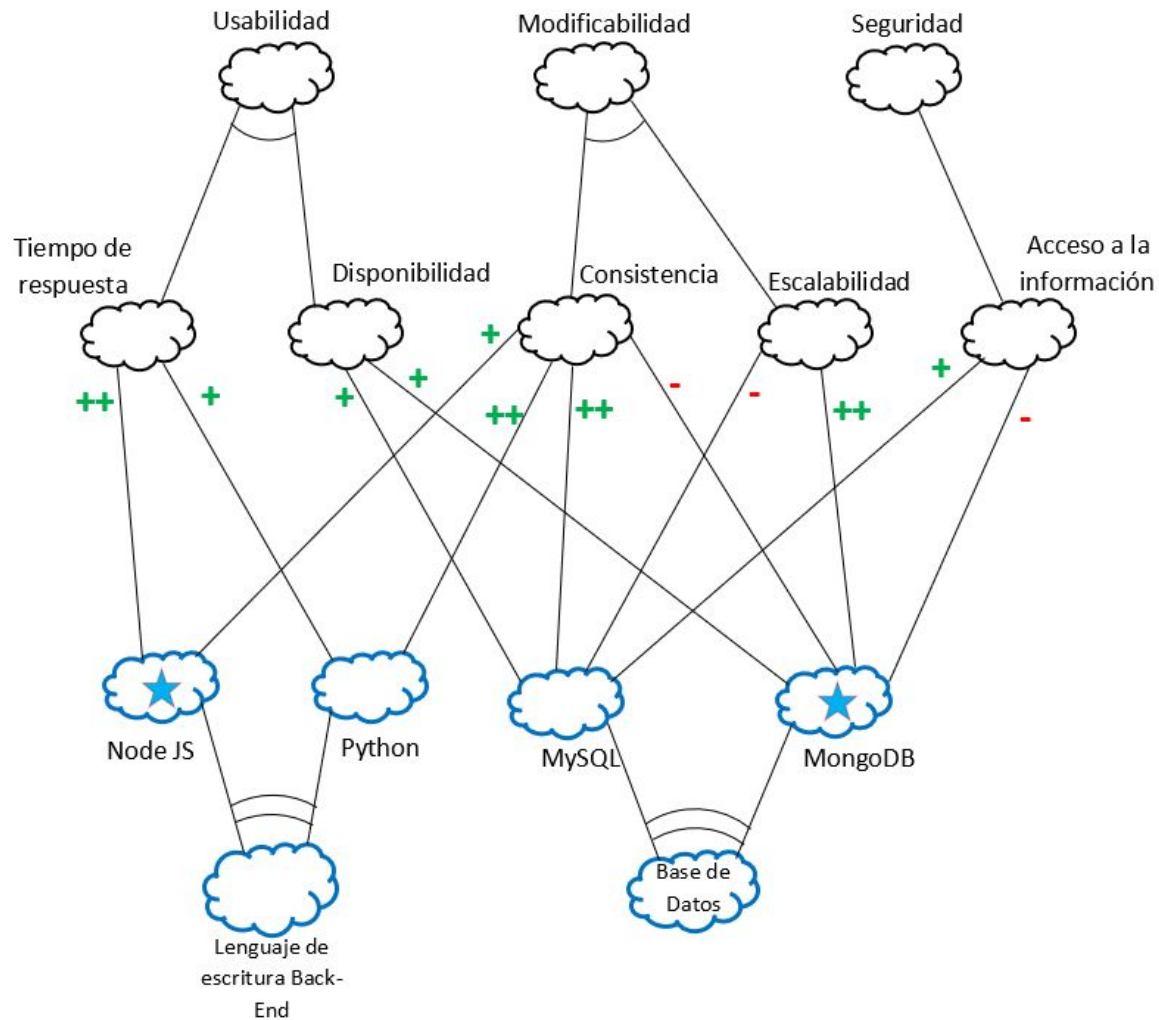 Usabilidad
Modificabilidad
Seguridad
Tiempo de
respuesta
Disponibilidad
Consistencia
Escalabilidad
Acceso a la
información
+
+
++
+
+
++
++
-
-
++
+
-
Node JS
Python
MySQL
MongoDB
Base de
Datos
Lenguaje de
escritura Back-
End